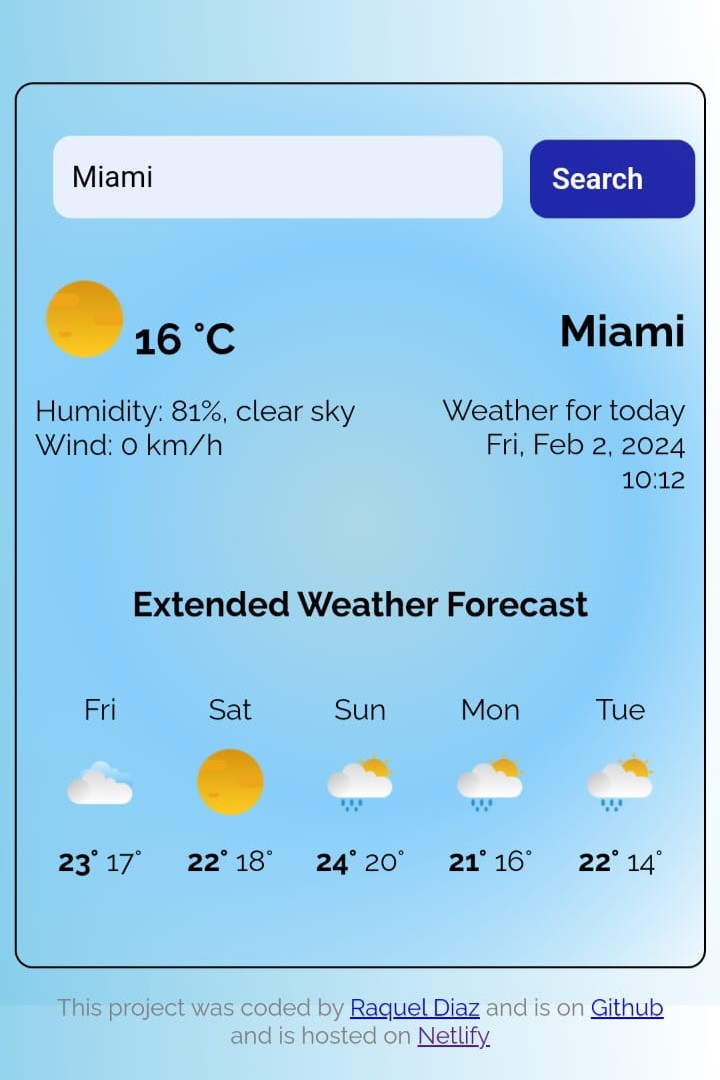 Miami
Search
16 °C
Miami
Humidity: 81%, clear sky
Wind: 0 km/h
Weather for today
Fri, Feb 2, 2024
10:12
Extended Weather Forecast
Fri Sat Sun Mon Tue
23° 17° 22° 18° 24° 20° 21° 16° 22° 14°
This project was coded by Raquel Diaz and is on Github
and is hosted on Netlify